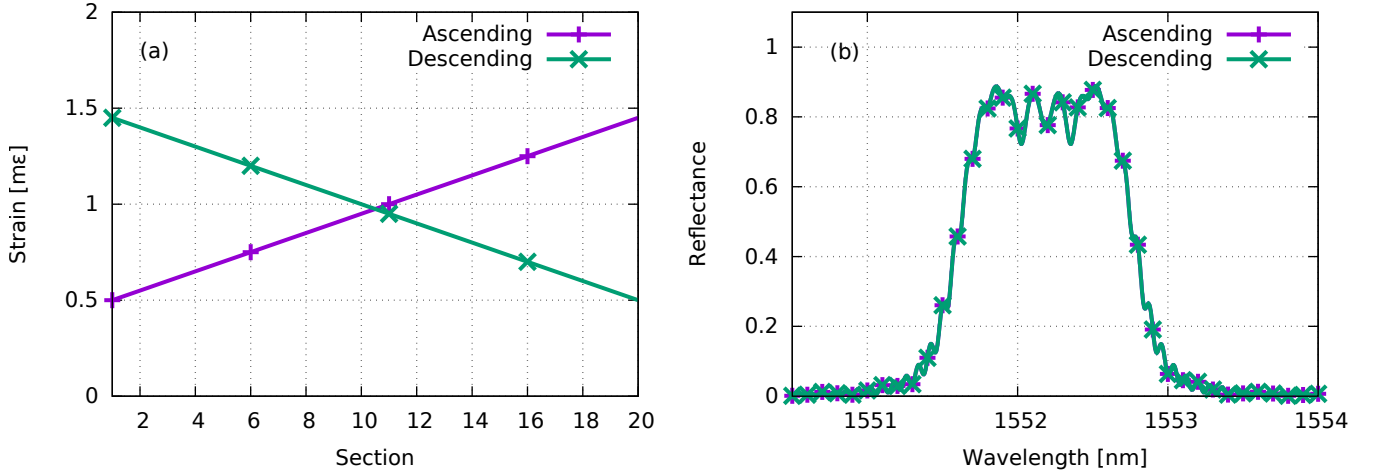 2
1.5
1
0.5
0
Strain [mε]
(a)
Ascending
Descending
2 4 6 8 10 12 14 16 18 20
Section
1
0.8
0.6
0.4
0.2
0
Reflectance
(b)
Ascending
Descending
1551 1552 1553 1554
Wavelength [nm]